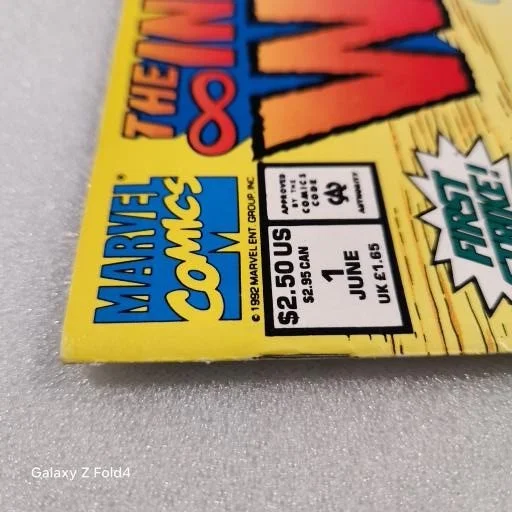 THE IN
∞
W
MARVEL®
COMICS
M
© 1992 MARVEL ENT GROUP, INC
APPROVED
BY THE
COMICS
CODE
AUTHORITY
$2.50 US
$2.95 CAN
1
JUNE
UK £1.65
FIRST
STRIKE!
Galaxy Z Fold4